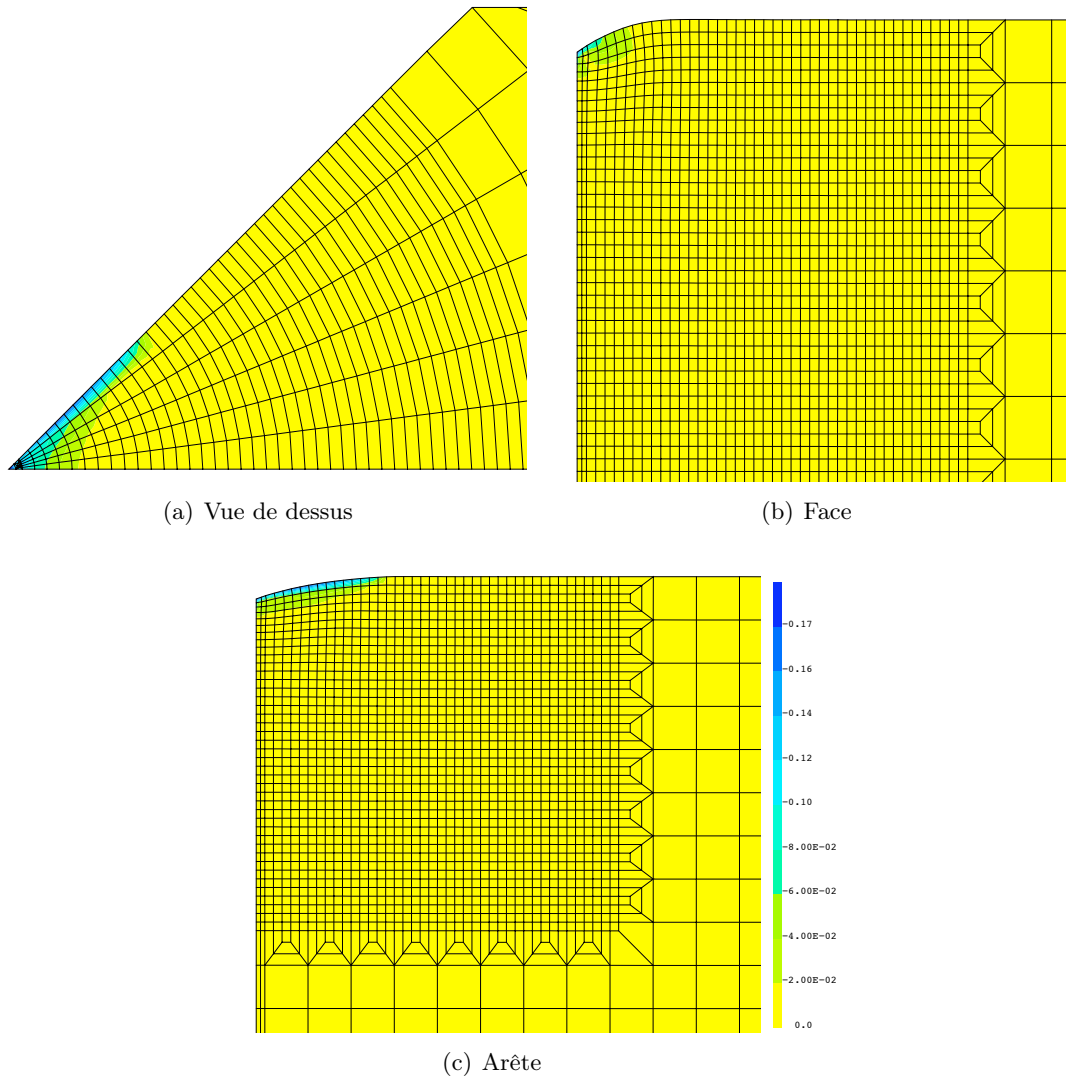 (a) Vue de dessus
(b) Face
0.17
0.16
0.14
0.12
0.10
8.00E-02
6.00E-02
4.00E-02
2.00E-02
0.0
(c) Arête